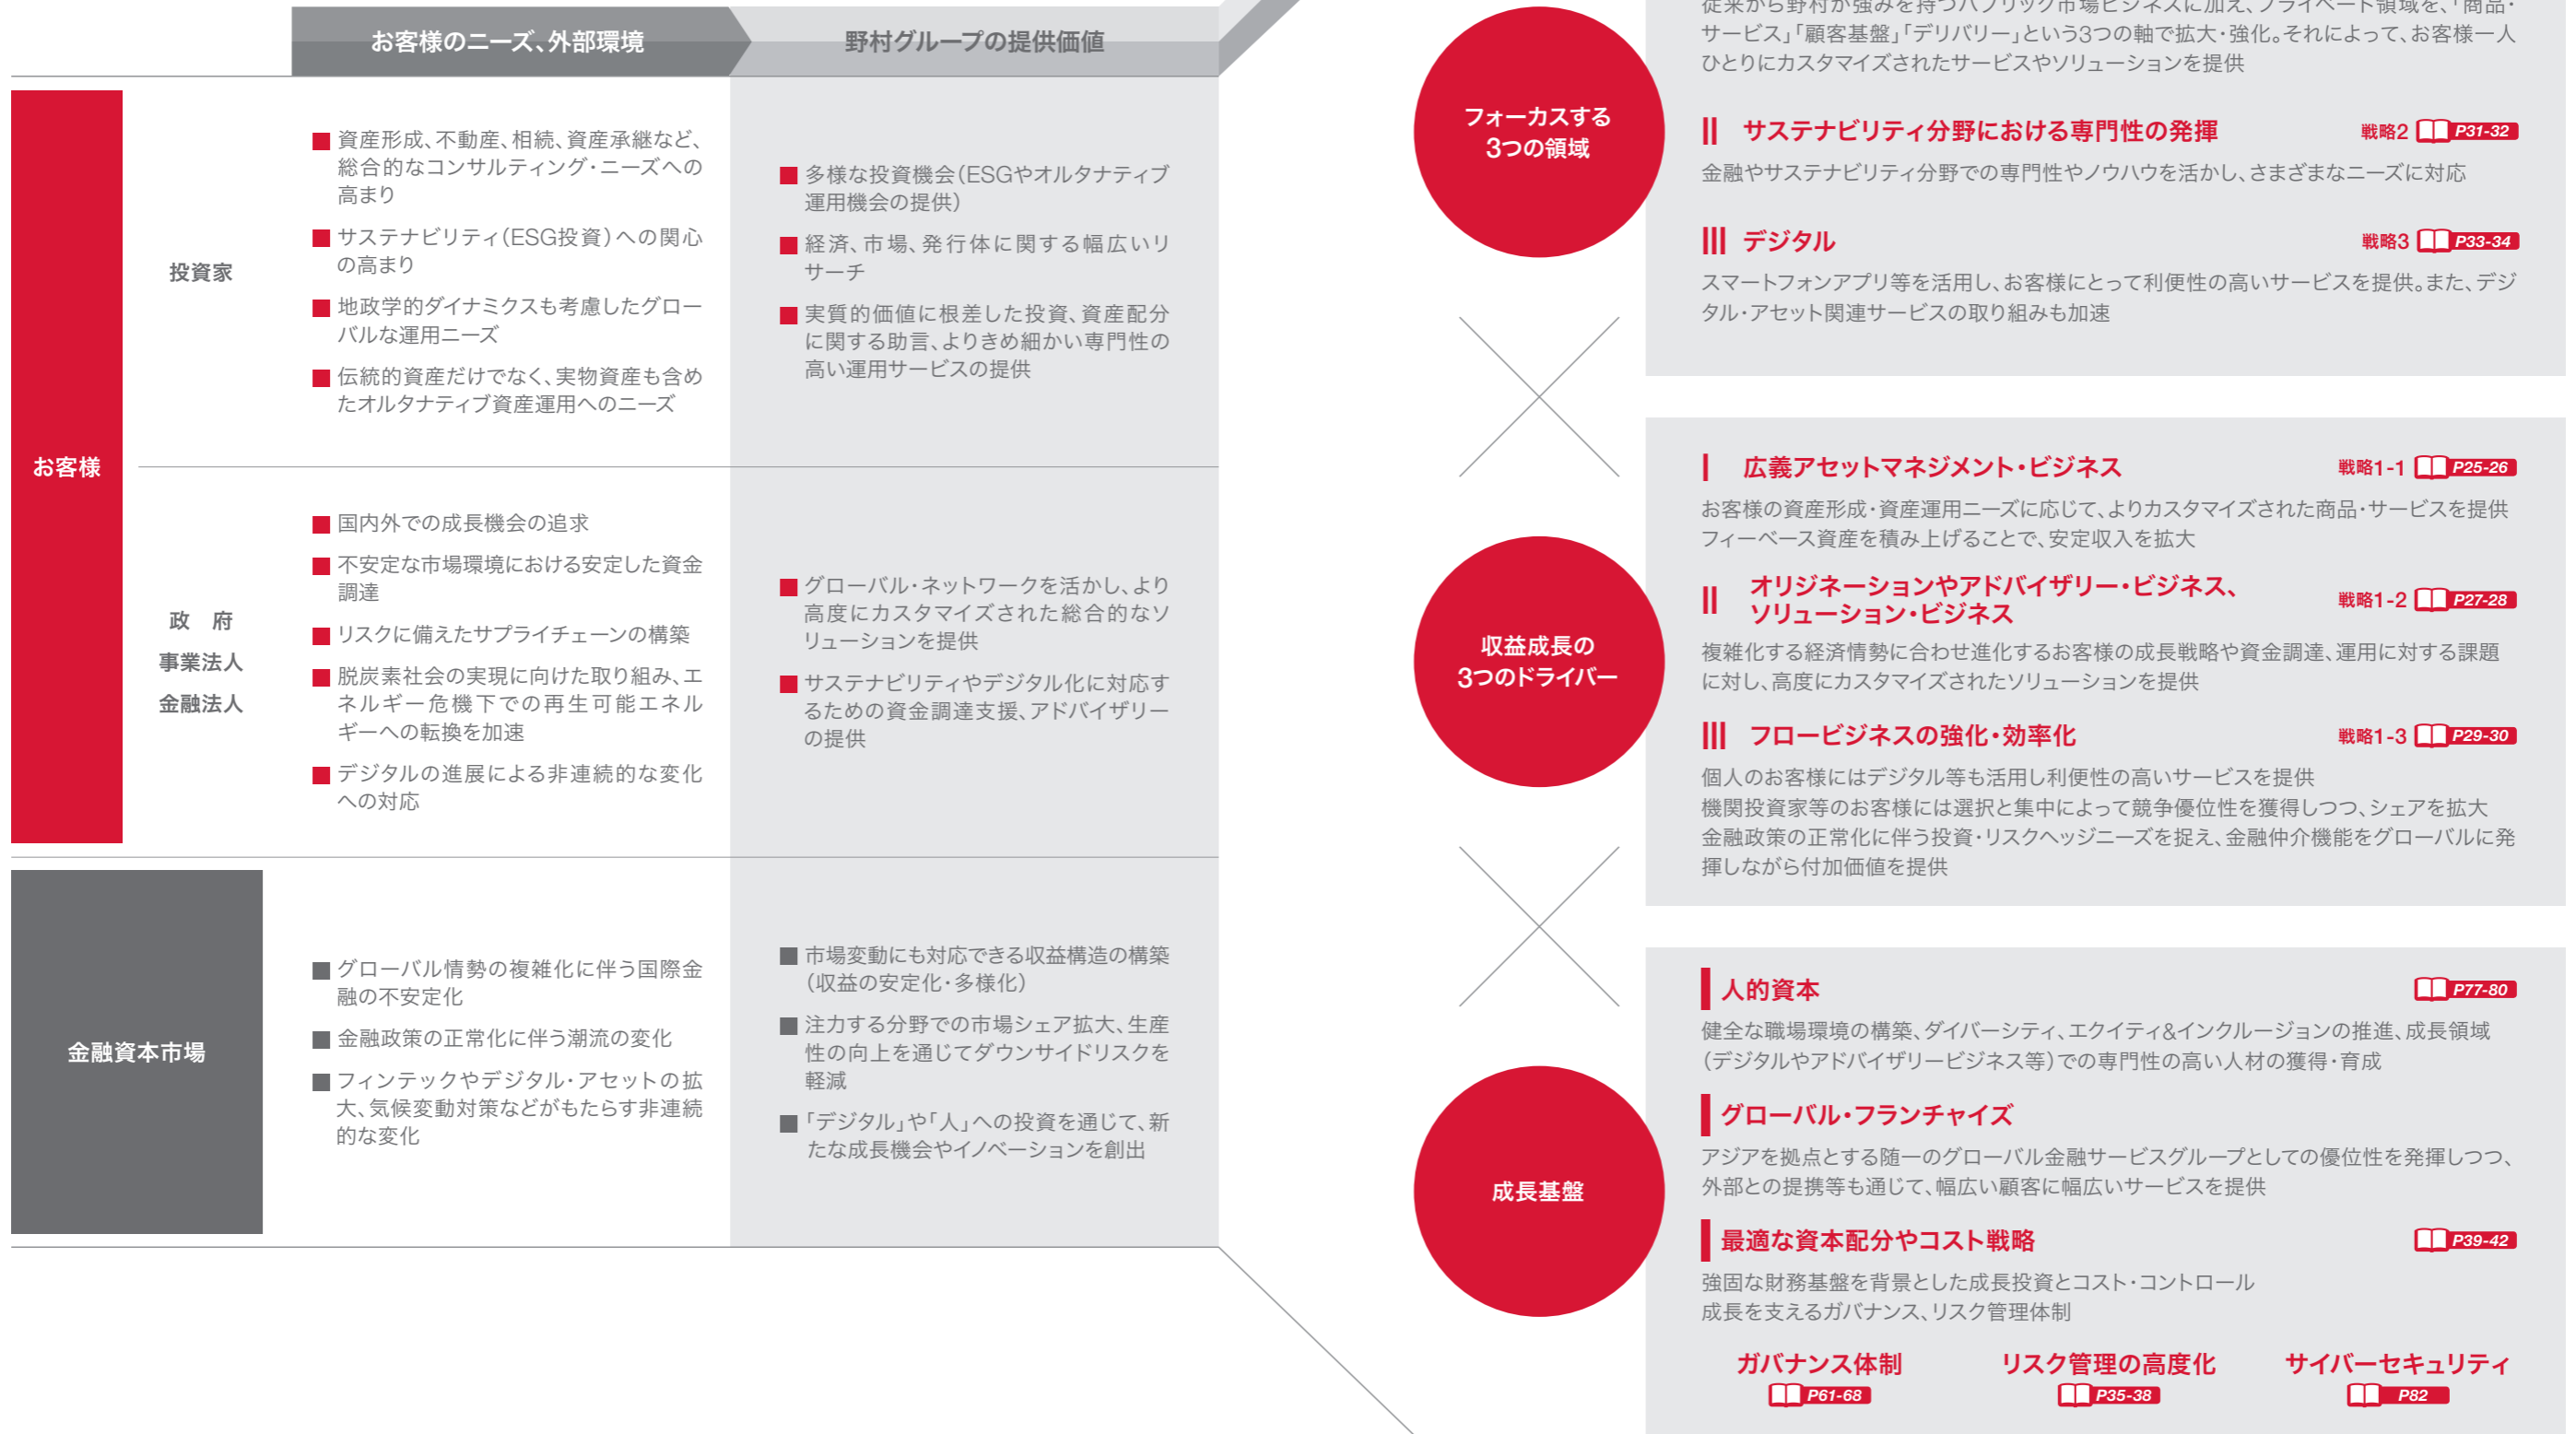 お客様のニーズ、外部環境
野村グループの提供価値
お客様
投資家
■ 資産形成、不動産、相続、資産承継など、
総合的なコンサルティング・ニーズへの
高まり
■ サステナビリティ(ESG投資)への関心
の高まり
■ 地政学的ダイナミクスも考慮したグロー
バルな運用ニーズ
■ 伝統的資産だけでなく、実物資産も含め
たオルタナティブ資産運用へのニーズ
■ 多様な投資機会(ESGやオルタナティブ
運用機会の提供)
■ 経済、市場、発行体に関する幅広いリ
サーチ
■ 実質的価値に根差した投資、資産配分
に関する助言、よりきめ細かい専門性の
高い運用サービスの提供
政 府
事業法人
金融法人
■ 国内外での成長機会の追求
■ 不安定な市場環境における安定した資金
調達
■ リスクに備えたサプライチェーンの構築
■ 脱炭素社会の実現に向けた取り組み、エ
ネルギー危機下での再生可能エネル
ギーへの転換を加速
■ デジタルの進展による非連続的な変化
への対応
■ グローバル・ネットワークを活かし、より
高度にカスタマイズされた総合的なソ
リューションを提供
■ サステナビリティやデジタル化に対応す
るための資金調達支援、アドバイザリー
の提供
金融資本市場
■ グローバル情勢の複雑化に伴う国際金
融の不安定化
■ 金融政策の正常化に伴う潮流の変化
■ フィンテックやデジタル・アセットの拡
大、気候変動対策などがもたらす非連続
的な変化
■ 市場変動にも対応できる収益構造の構築
(収益の安定化・多様化)
■ 注力する分野での市場シェア拡大、生産
性の向上を通じてダウンサイドリスクを
軽減
■ 「デジタル」や「人」への投資を通じて、新
たな成長機会やイノベーションを創出
フォーカスする
3つの領域
従来から野村が強みを持つパブリック市場ビジネスに加え、プライベート領域を、「商品・
サービス」「顧客基盤」「デリバリー」という3つの軸で拡大・強化。それによって、お客様一人
ひとりにカスタマイズされたサービスやソリューションを提供
II サステナビリティ分野における専門性の発揮 戦略2 P31-32
金融やサステナビリティ分野での専門性やノウハウを活かし、さまざまなニーズに対応
III デジタル 戦略3 P33-34
スマートフォンアプリ等を活用し、お客様にとって利便性の高いサービスを提供。また、デジ
タル・アセット関連サービスの取り組みも加速
収益成長の
3つのドライバー
I 広義アセットマネジメント・ビジネス 戦略1-1 P25-26
お客様の資産形成・資産運用ニーズに応じて、よりカスタマイズされた商品・サービスを提供
フィーベース資産を積み上げることで、安定収入を拡大
II オリジネーションやアドバイザリー・ビジネス、
ソリューション・ビジネス 戦略1-2 P27-28
複雑化する経済情勢に合わせ進化するお客様の成長戦略や資金調達、運用に対する課題
に対し、高度にカスタマイズされたソリューションを提供
III フロービジネスの強化・効率化 戦略1-3 P29-30
個人のお客様にはデジタル等も活用し利便性の高いサービスを提供
機関投資家等のお客様には選択と集中によって競争優位性を獲得しつつ、シェアを拡大
金融政策の正常化に伴う投資・リスクヘッジニーズを捉え、金融仲介機能をグローバルに発
揮しながら付加価値を提供
成長基盤
人的資本 P77-80
健全な職場環境の構築、ダイバーシティ、エクイティ&インクルージョンの推進、成長領域
(デジタルやアドバイザリービジネス等)での専門性の高い人材の獲得・育成
グローバル・フランチャイズ
アジアを拠点とする随一のグローバル金融サービスグループとしての優位性を発揮しつつ、
外部との提携等も通じて、幅広い顧客に幅広いサービスを提供
最適な資本配分やコスト戦略 P39-42
強固な財務基盤を背景とした成長投資とコスト・コントロール
成長を支えるガバナンス、リスク管理体制
ガバナンス体制 リスク管理の高度化 サイバーセキュリティ
P61-68 P35-38 P82